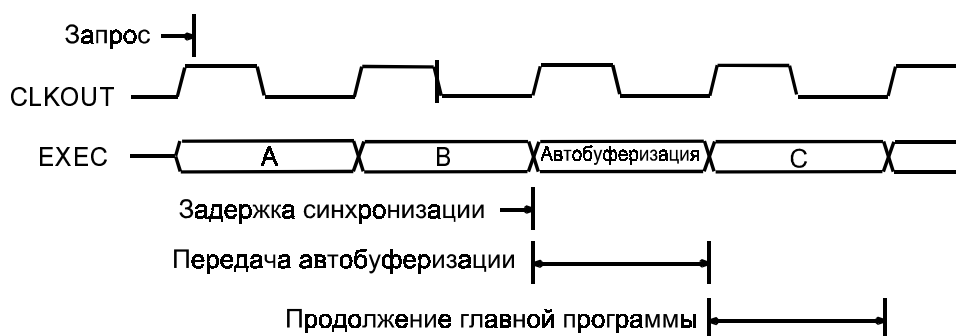 Запрос
CLKOUT
EXEC
A
B
Автобуферизация
C
Задержка синхронизации
Передача автобуферизации
Продолжение главной программы